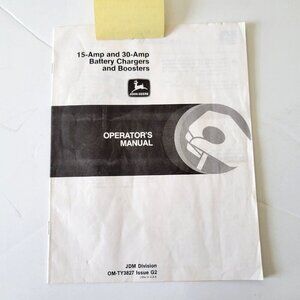 15-Amp and 30-Amp
Battery Chargers
and Boosters
JOHN DEERE
OPERATOR'S
MANUAL
JDM Division
OM-TY3827 Issue G2